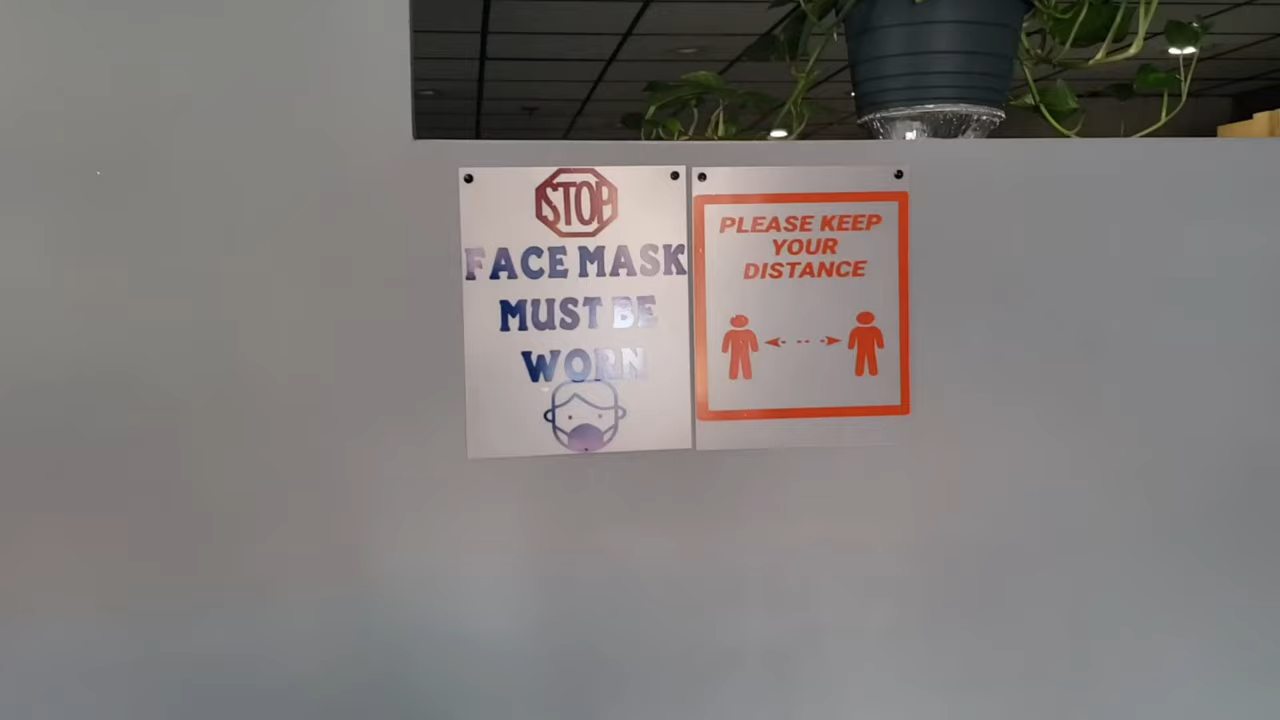 STOP
FACE MASK
MUST BE
WORN
PLEASE KEEP
YOUR
DISTANCE